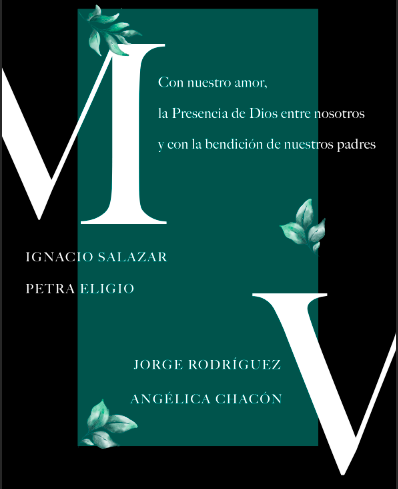 M
Con nuestro amor,
la Presencia de Dios entre nosotros
y con la bendición de nuestros padres
IGNACIO SALAZAR
PETRA ELIGIO
V
JORGE RODRÍGUEZ
ANGÉLICA CHACÓN